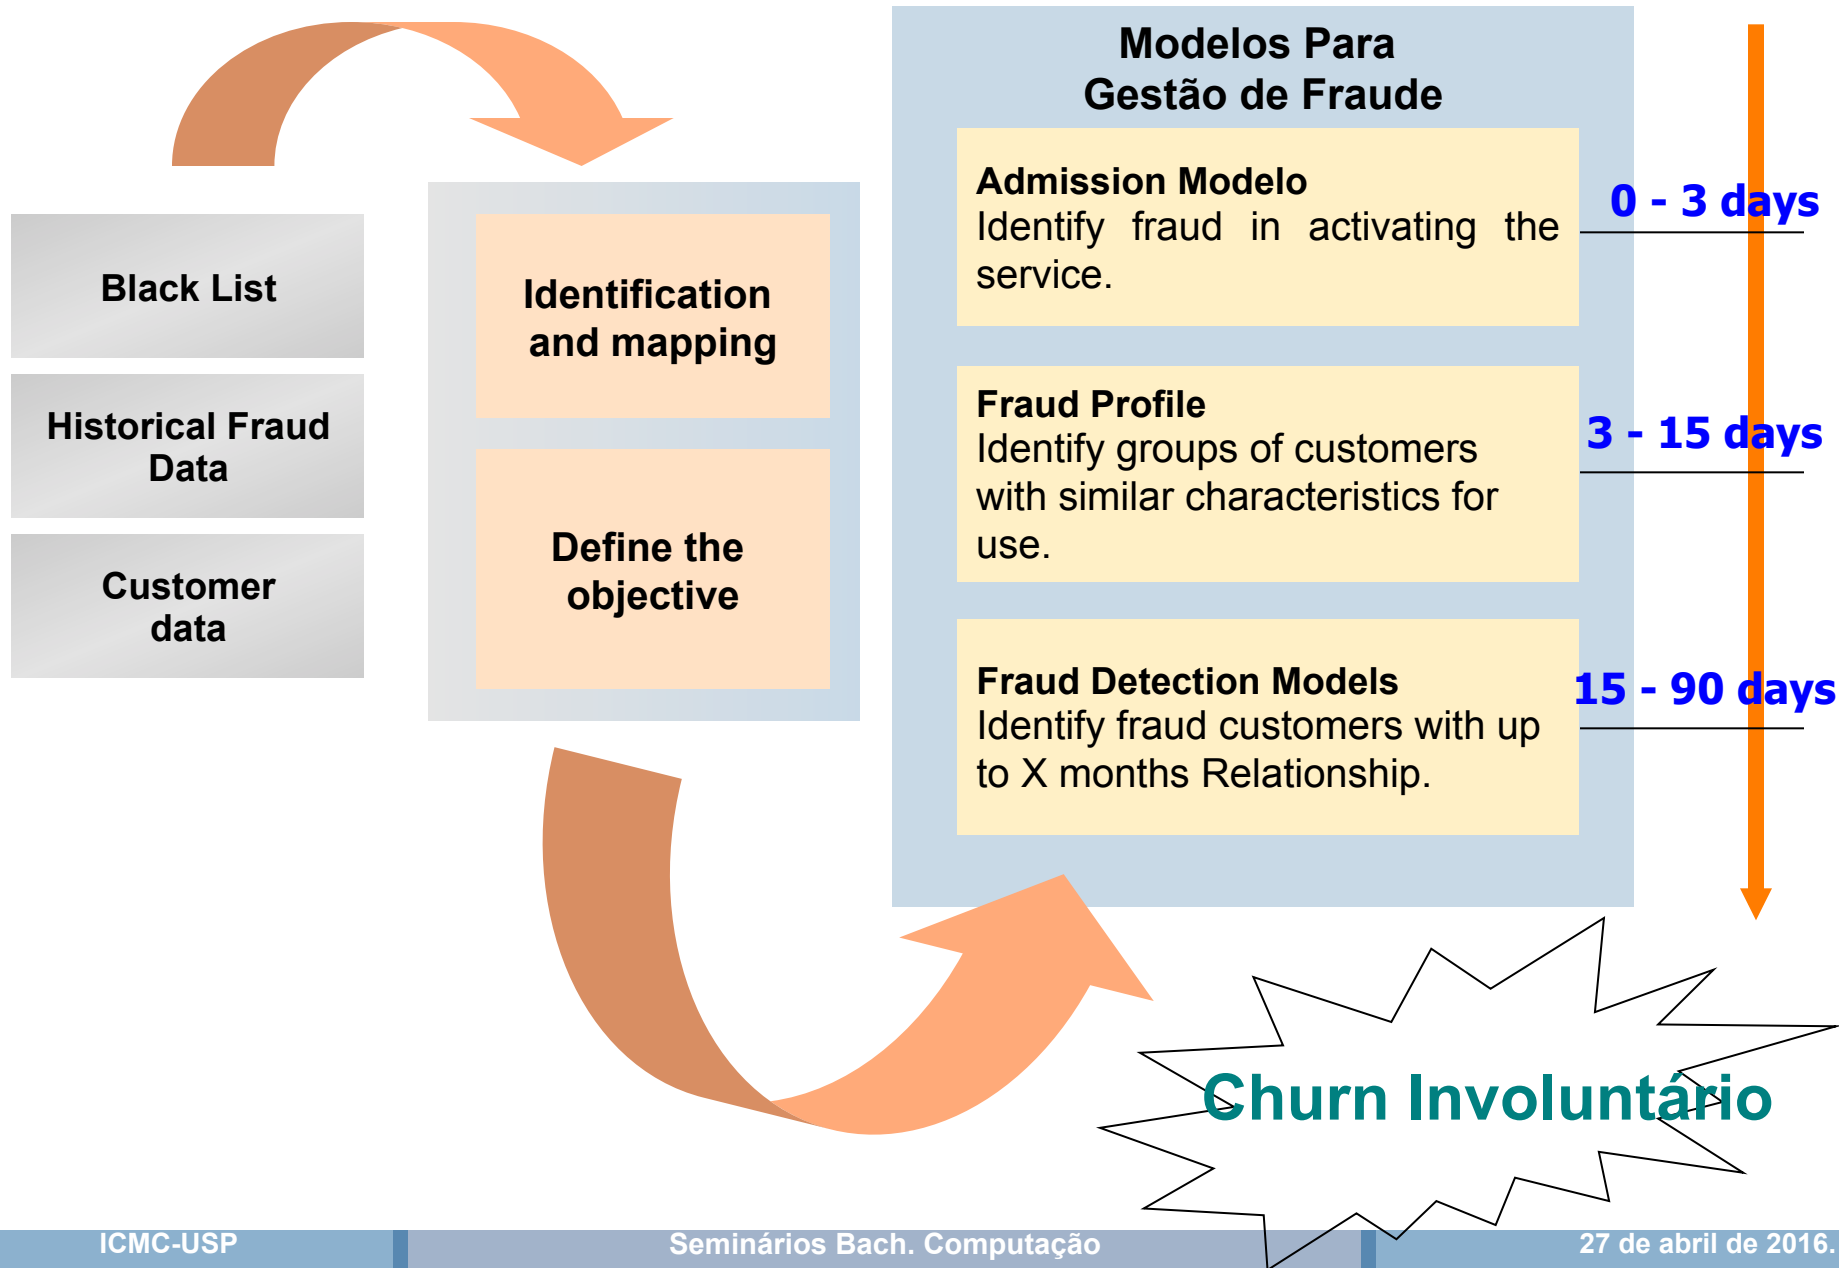 Black List
Historical Fraud
Data
Customer
data
Identification
and mapping
Define the
objective
Modelos Para
Gestão de Fraude
Admission Modelo
Identify fraud in activating the
service.
0 - 3 days
Fraud Profile
Identify groups of customers
with similar characteristics for
use.
3 - 15 days
Fraud Detection Models
Identify fraud customers with up
to X months Relationship.
15 - 90 days
Churn Involuntário
ICMC-USP
Seminários Bach. Computação
27 de abril de 2016.